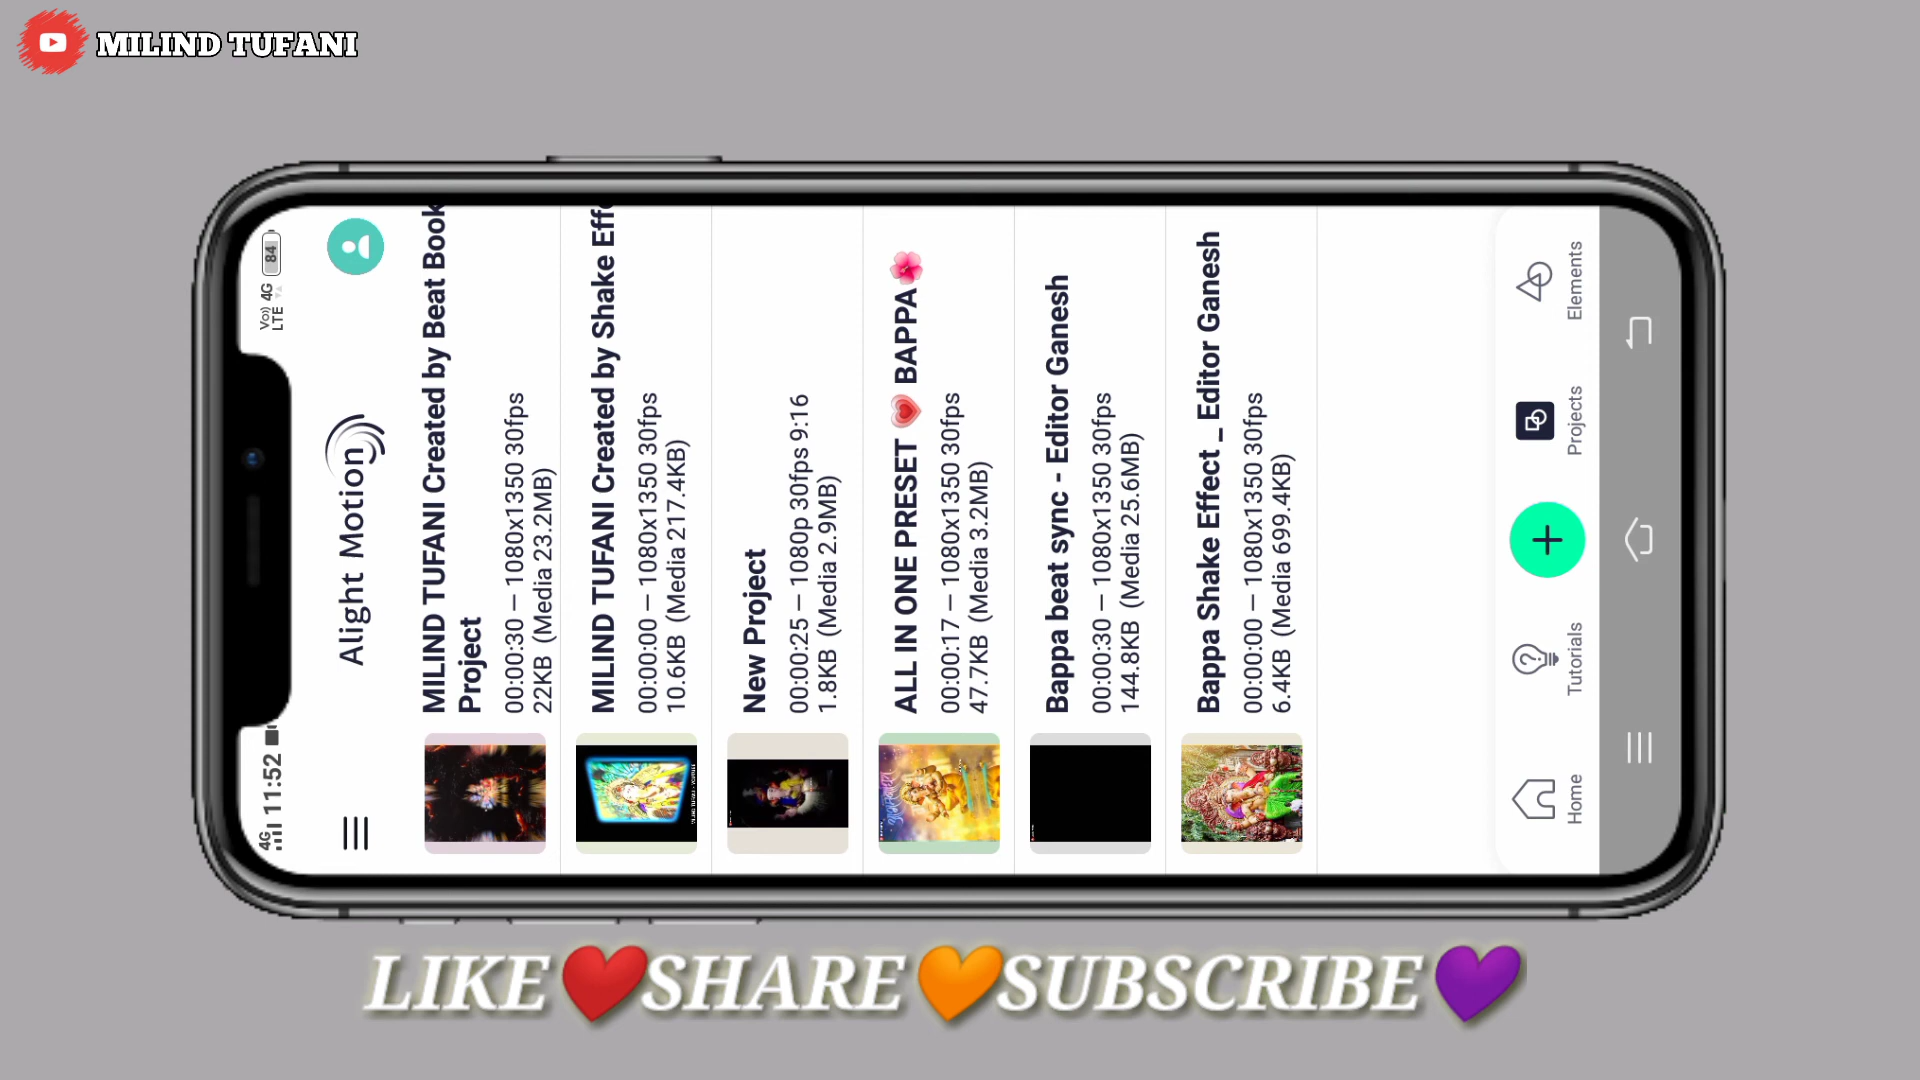 MILIND TUFANI
4G 11:52
Vo)) 4G
LTE
84
Alight Motion
MILIND TUFANI Created by Beat Book
Project
00:00:30 — 1080x1350 30fps
22KB (Media 23.2MB)
MILIND TUFANI Created by Shake Eff
00:00:00 — 1080x1350 30fps
10.6KB (Media 217.4KB)
New Project
00:00:25 — 1080p 30fps 9:16
1.8KB (Media 2.9MB)
ALL IN ONE PRESET 💗 BAPPA🌺
00:00:17 — 1080x1350 30fps
47.7KB (Media 3.2MB)
Bappa beat sync - Editor Ganesh
00:00:30 — 1080x1350 30fps
144.8KB (Media 25.6MB)
Bappa Shake Effect _ Editor Ganesh
00:00:00 — 1080x1350 30fps
6.4KB (Media 699.4KB)
Home
Tutorials
Projects
Elements
LIKE❤️SHARE🧡SUBSCRIBE💜